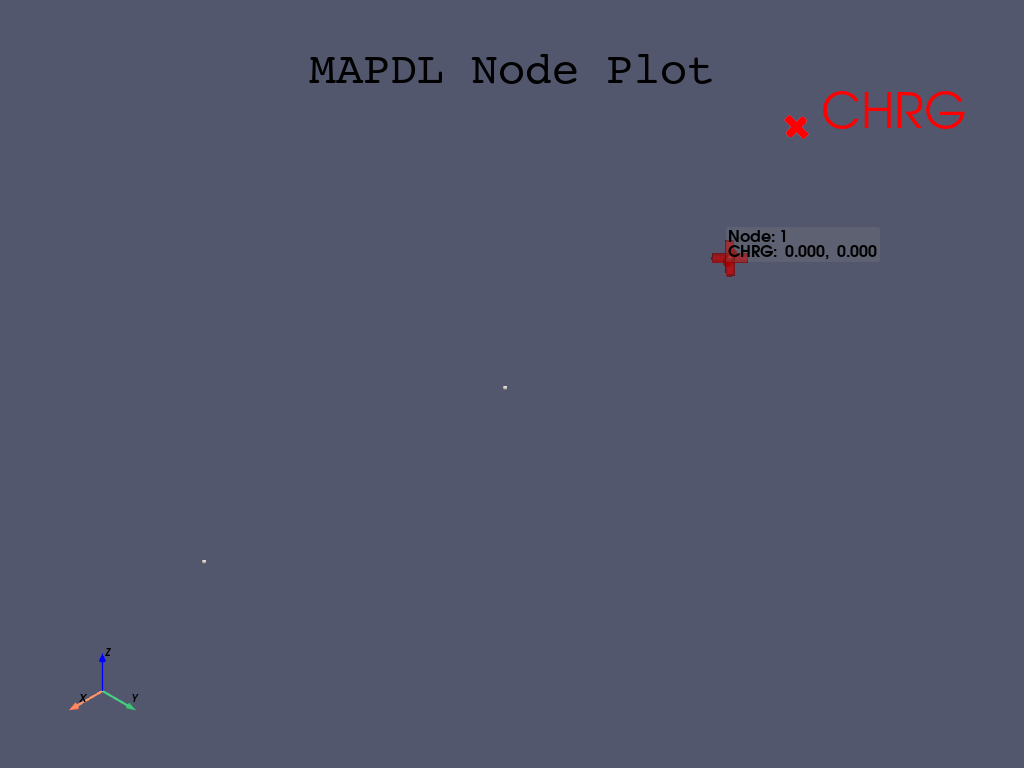 MAPDL Node Plot
CHRG
Node: 1
CHRG: 0.000, 0.000
Z
X
Y